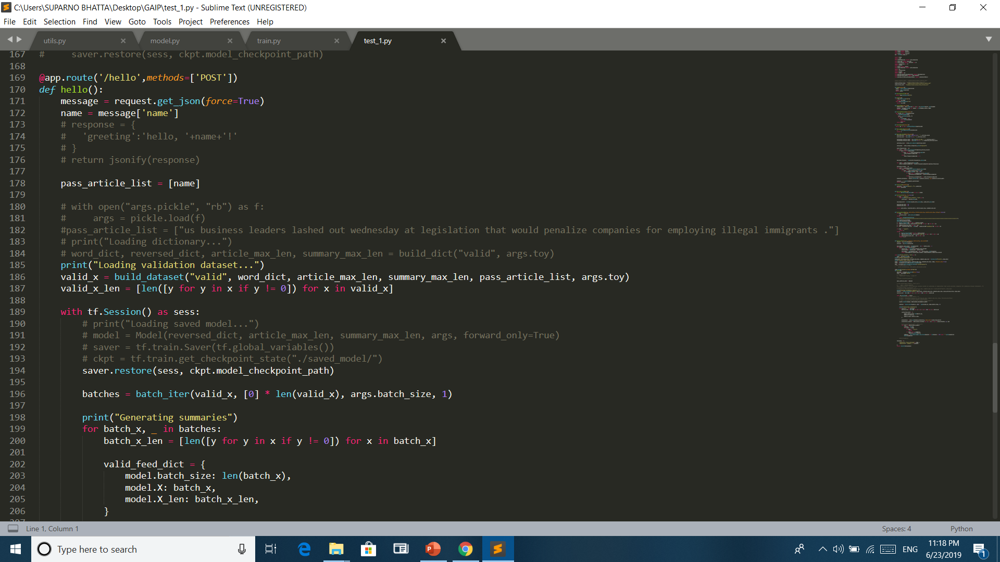 C:\Users\SUPARNO BHATTA\Desktop\GAIP\test_1.py - Sublime Text (UNREGISTERED)
File Edit Selection Find View Goto Tools Project Preferences Help
utils.py model.py train.py test_1.py
167 #     saver.restore(sess, ckpt.model_checkpoint_path)
168
169 @app.route('/hello',methods=['POST'])
170 def hello():
171     message = request.get_json(force=True)
172     name = message['name']
173     # response = {
174     #   'greeting':'hello, '+name+'!'
175     # }
176     # return jsonify(response)
177
178     pass_article_list = [name]
179
180     # with open("args.pickle", "rb") as f:
181     #     args = pickle.load(f)
182     #pass_article_list = ["us business leaders lashed out wednesday at legislation that would penalize companies for employing illegal immigrants ."]
183     # print("Loading dictionary...")
184     # word_dict, reversed_dict, article_max_len, summary_max_len = build_dict("valid", args.toy)
185     print("Loading validation dataset...")
186     valid_x = build_dataset("valid", word_dict, article_max_len, summary_max_len, pass_article_list, args.toy)
187     valid_x_len = [len([y for y in x if y != 0]) for x in valid_x]
188
189     with tf.Session() as sess:
190         # print("Loading saved model...")
191         # model = Model(reversed_dict, article_max_len, summary_max_len, args, forward_only=True)
192         # saver = tf.train.Saver(tf.global_variables())
193         # ckpt = tf.train.get_checkpoint_state("./saved_model/")
194         saver.restore(sess, ckpt.model_checkpoint_path)
195
196         batches = batch_iter(valid_x, [0] * len(valid_x), args.batch_size, 1)
197
198         print("Generating summaries")
199         for batch_x, _ in batches:
200             batch_x_len = [len([y for y in x if y != 0]) for x in batch_x]
201
202             valid_feed_dict = {
203                 model.batch_size: len(batch_x),
204                 model.X: batch_x,
205                 model.X_len: batch_x_len,
206             }
207
Line 1, Column 1 Spaces: 4 Python
Type here to search
ENG 11:18 PM
6/23/2019
1